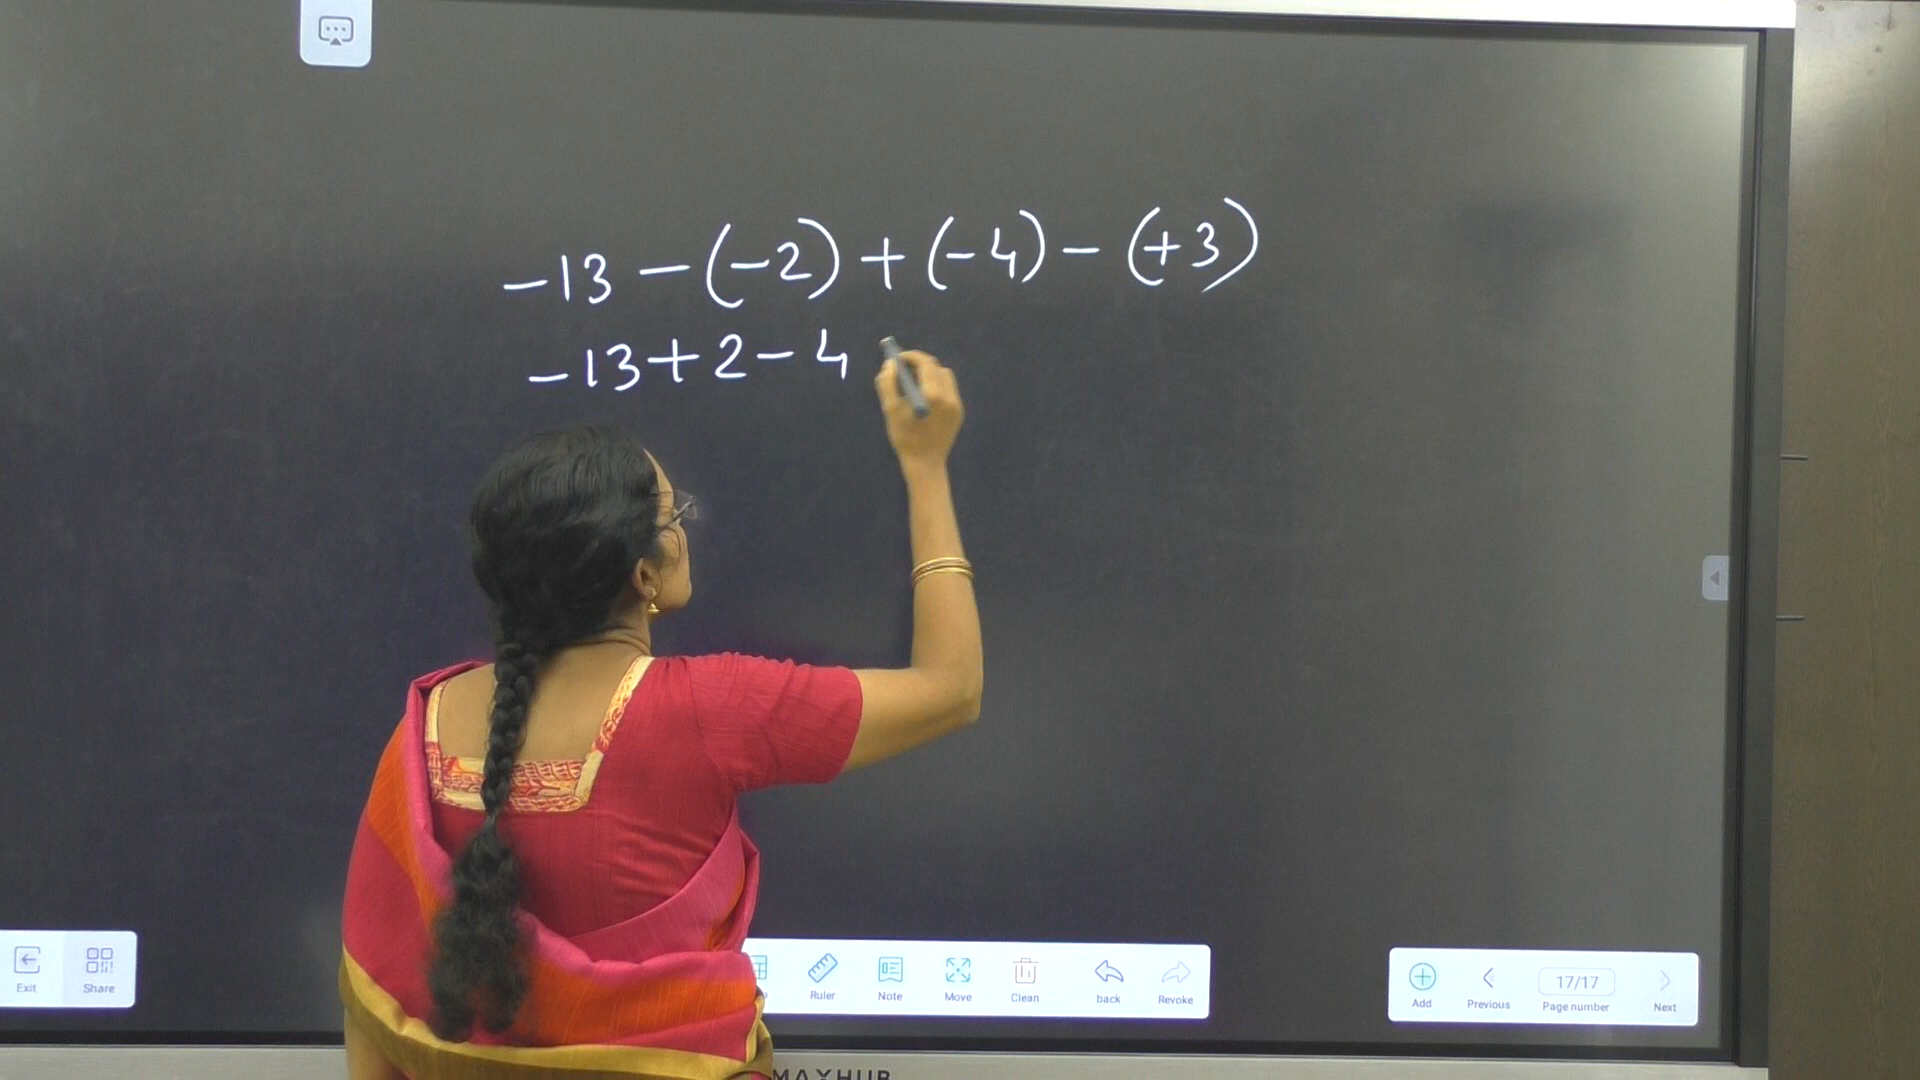 -13 - (-2) + (-4) - (+3)
-13 + 2 - 4
Exit
Share
Ruler
Note
Move
Clean
back
Revoke
Add
Previous
17/17
Page number
Next
MAXHUB